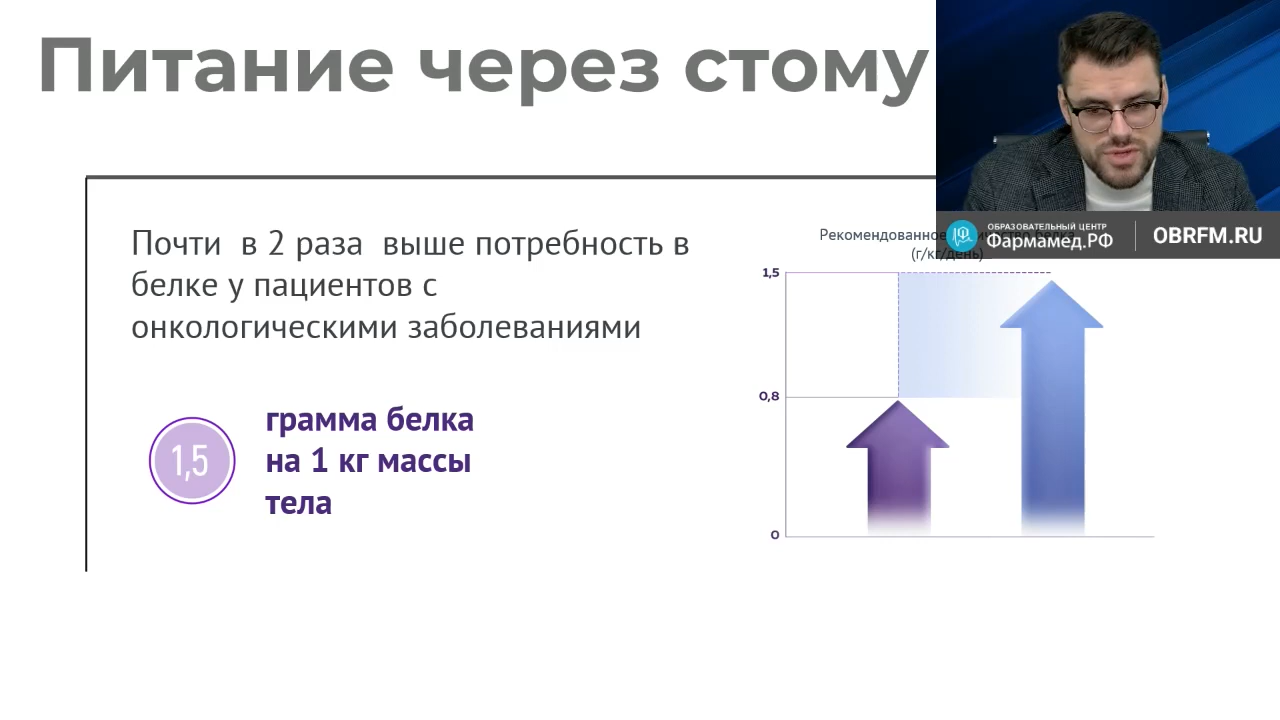 Питание через стому
ОБРАЗОВАТЕЛЬНЫЙ ЦЕНТР
Фармамед.РФ
OBRFM.RU
Почти в 2 раза выше потребность в
белке у пациентов с
онкологическими заболеваниями
1,5
грамма белка
на 1 кг массы
тела
Рекомендованное белка
(г/кг/день)
1,5
0,8
0